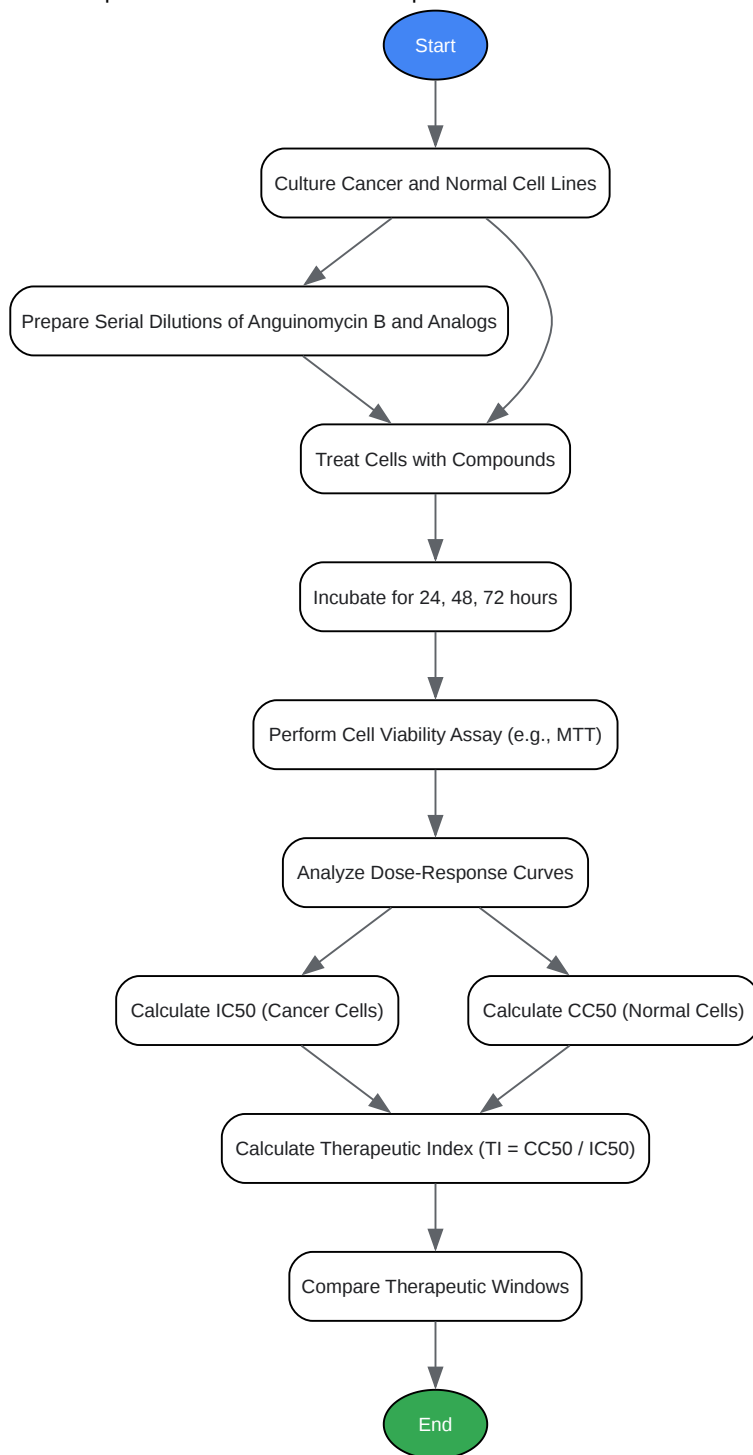 Start
Culture Cancer and Normal Cell Lines
Prepare Serial Dilutions of Anguinomycin B and Analogs
Treat Cells with Compounds
Incubate for 24, 48, 72 hours
Perform Cell Viability Assay (e.g., MTT)
Analyze Dose-Response Curves
Calculate IC50 (Cancer Cells)
Calculate CC50 (Normal Cells)
Calculate Therapeutic Index (TI = CC50 / IC50)
Compare Therapeutic Windows
End